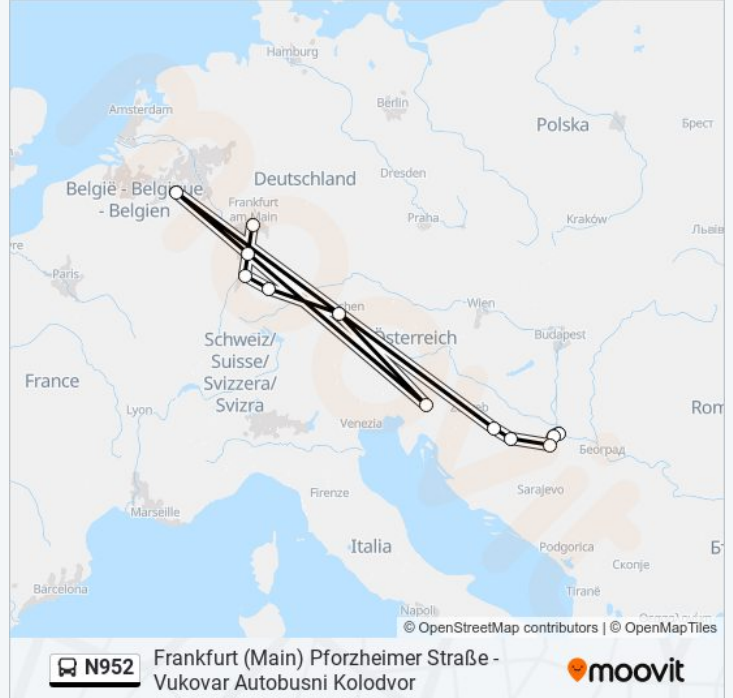 Hamburg
Amsterdam
Berlin
Polska
Брест
België - Belgique
- Belgien
Deutschland
Dresden
Frankfurt
am Main
Praha
Kraków
Paris
Wien
Schweiz/
Suisse/
Svizzera/
Svizra
Österreich
Budapest
France
Lyon
Venezia
Београд
Sarajevo
Firenze
Marseille
Italia
Podgorica
Скопје
Barcelona
Tiranë
Napoli
© OpenStreetMap contributors | © OpenMapTiles
N952
Frankfurt (Main) Pforzheimer Straße -
Vukovar Autobusni Kolodvor
moovit